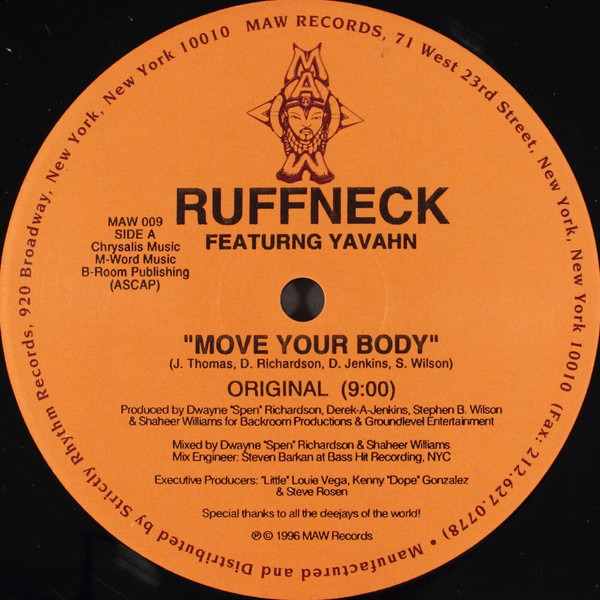 MAW RECORDS, 71 West 23rd Street, New York, New York 10010 (Fax: 212.627.0778) • Manufactured and Distributed by Strictly Rhythm Records, 920 Broadway, New York, New York 10010
MAW
RUFFNECK
FEATURNG YAVAHN
MAW 009
SIDE A
Chrysalis Music
M-Word Music
B-Room Publishing
(ASCAP)
"MOVE YOUR BODY"
(J. Thomas, D. Richardson, D. Jenkins, S. Wilson)
ORIGINAL (9:00)
Produced by Dwayne "Spen" Richardson, Derek-A-Jenkins, Stephen B. Wilson
& Shaheer Williams for Backroom Productions & Groundlevel Entertainment
Mixed by Dwayne "Spen" Richardson & Shaheer Williams
Mix Engineer: Steven Barkan at Bass Hit Recording, NYC
Executive Producers: "Little" Louie Vega, Kenny "Dope" Gonzalez
& Steve Rosen
Special thanks to all the deejays of the world!
℗ © 1996 MAW Records